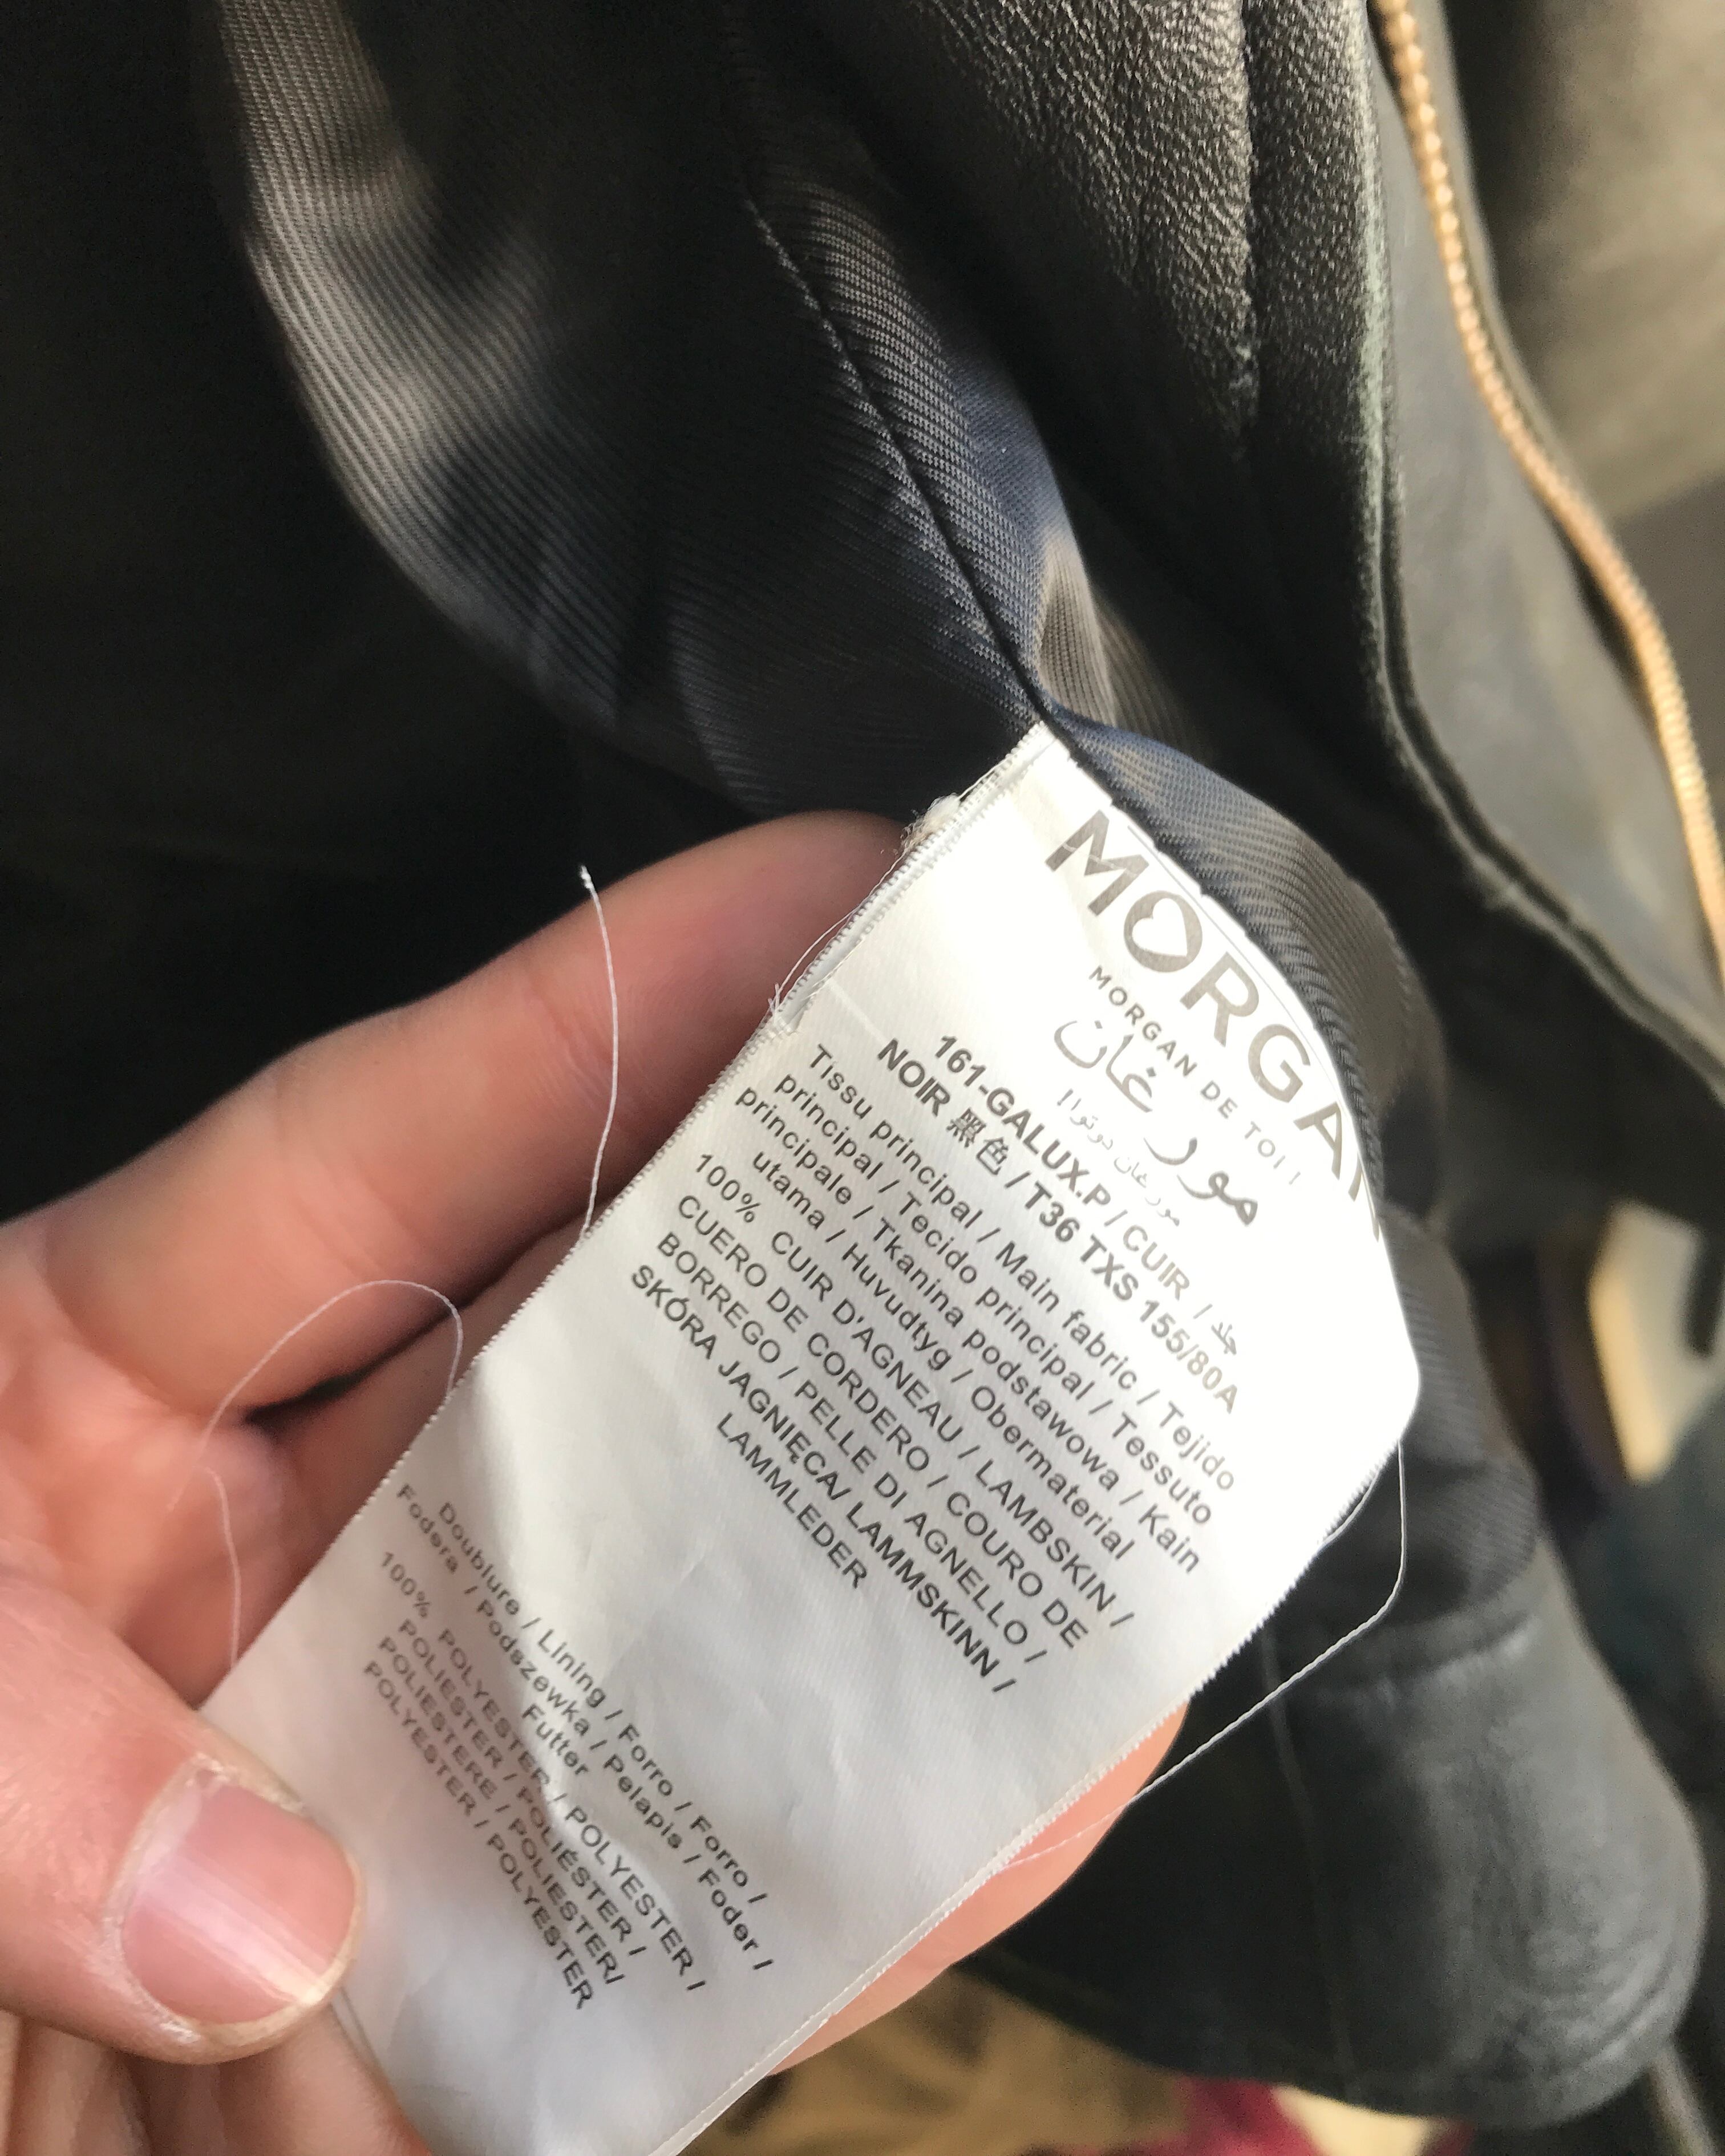 MORGAN
MORGAN DE TOI !
مورغان
مورغان دوتوا!
161-GALUX.P / CUIR / جلد
NOIR 黑色 / T36 TXS 155/80A
Tissu principal / Main fabric / Tejido
principal / Tecido principal / Tessuto
principale / Tkanina podstawowa / Kain
utama / Huvudtyg / Obermaterial
100% CUIR D'AGNEAU / LAMBSKIN /
CUERO DE CORDERO / COURO DE
BORREGO / PELLE DI AGNELLO /
SKÓRA JAGNIĘCA/ LAMMSKINN /
LAMMLEDER
Doublure / Lining / Forro / Forro /
Fodera / Podszewka / Pelapis / Foder /
Futter
100% POLYESTER / POLYESTER /
POLIESTER / POLIÉSTER /
POLIESTERE / POLIESTER/
POLYESTER / POLYESTER